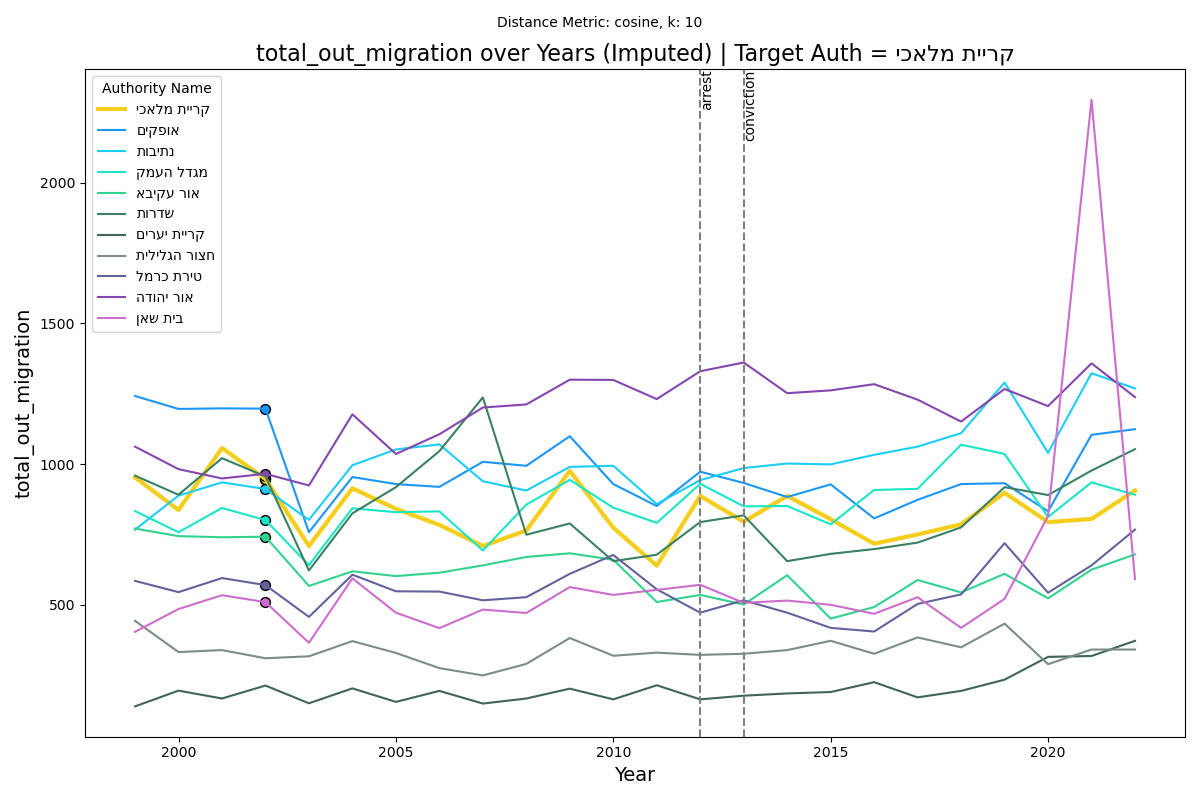 Distance Metric: cosine, k: 10
total_out_migration over Years (Imputed) | Target Auth = קריית מלאכי
arrest
conviction
Authority Name
קריית מלאכי
אופקים
נתיבות
מגדל העמק
אור עקיבא
שדרות
קריית יערים
חצור הגלילית
טירת כרמל
אור יהודה
בית שאן
total_out_migration
2000
1500
1000
500
2000 2005 2010 2015 2020
Year